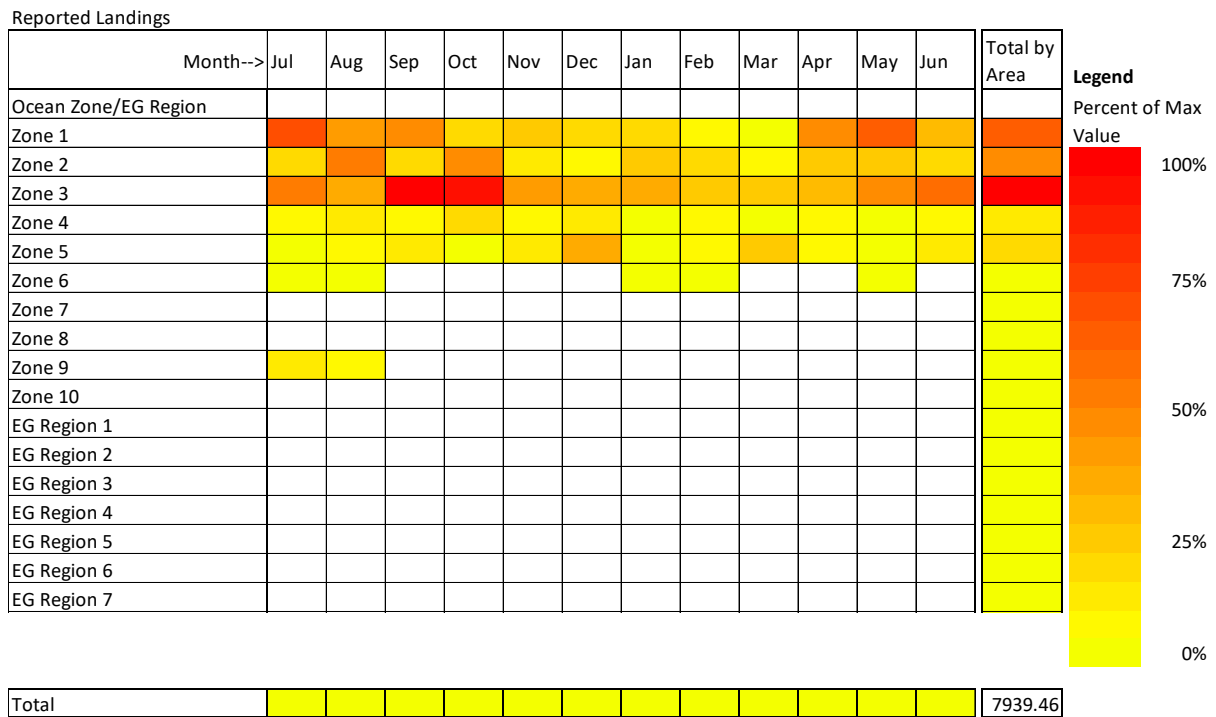 Reported Landings
Month--> Jul Aug Sep Oct Nov Dec Jan Feb Mar Apr May Jun Total by Area
Ocean Zone/EG Region
Zone 1
Zone 2
Zone 3
Zone 4
Zone 5
Zone 6
Zone 7
Zone 8
Zone 9
Zone 10
EG Region 1
EG Region 2
EG Region 3
EG Region 4
EG Region 5
EG Region 6
EG Region 7
Total 7939.46
Legend
Percent of Max
Value
100%
75%
50%
25%
0%